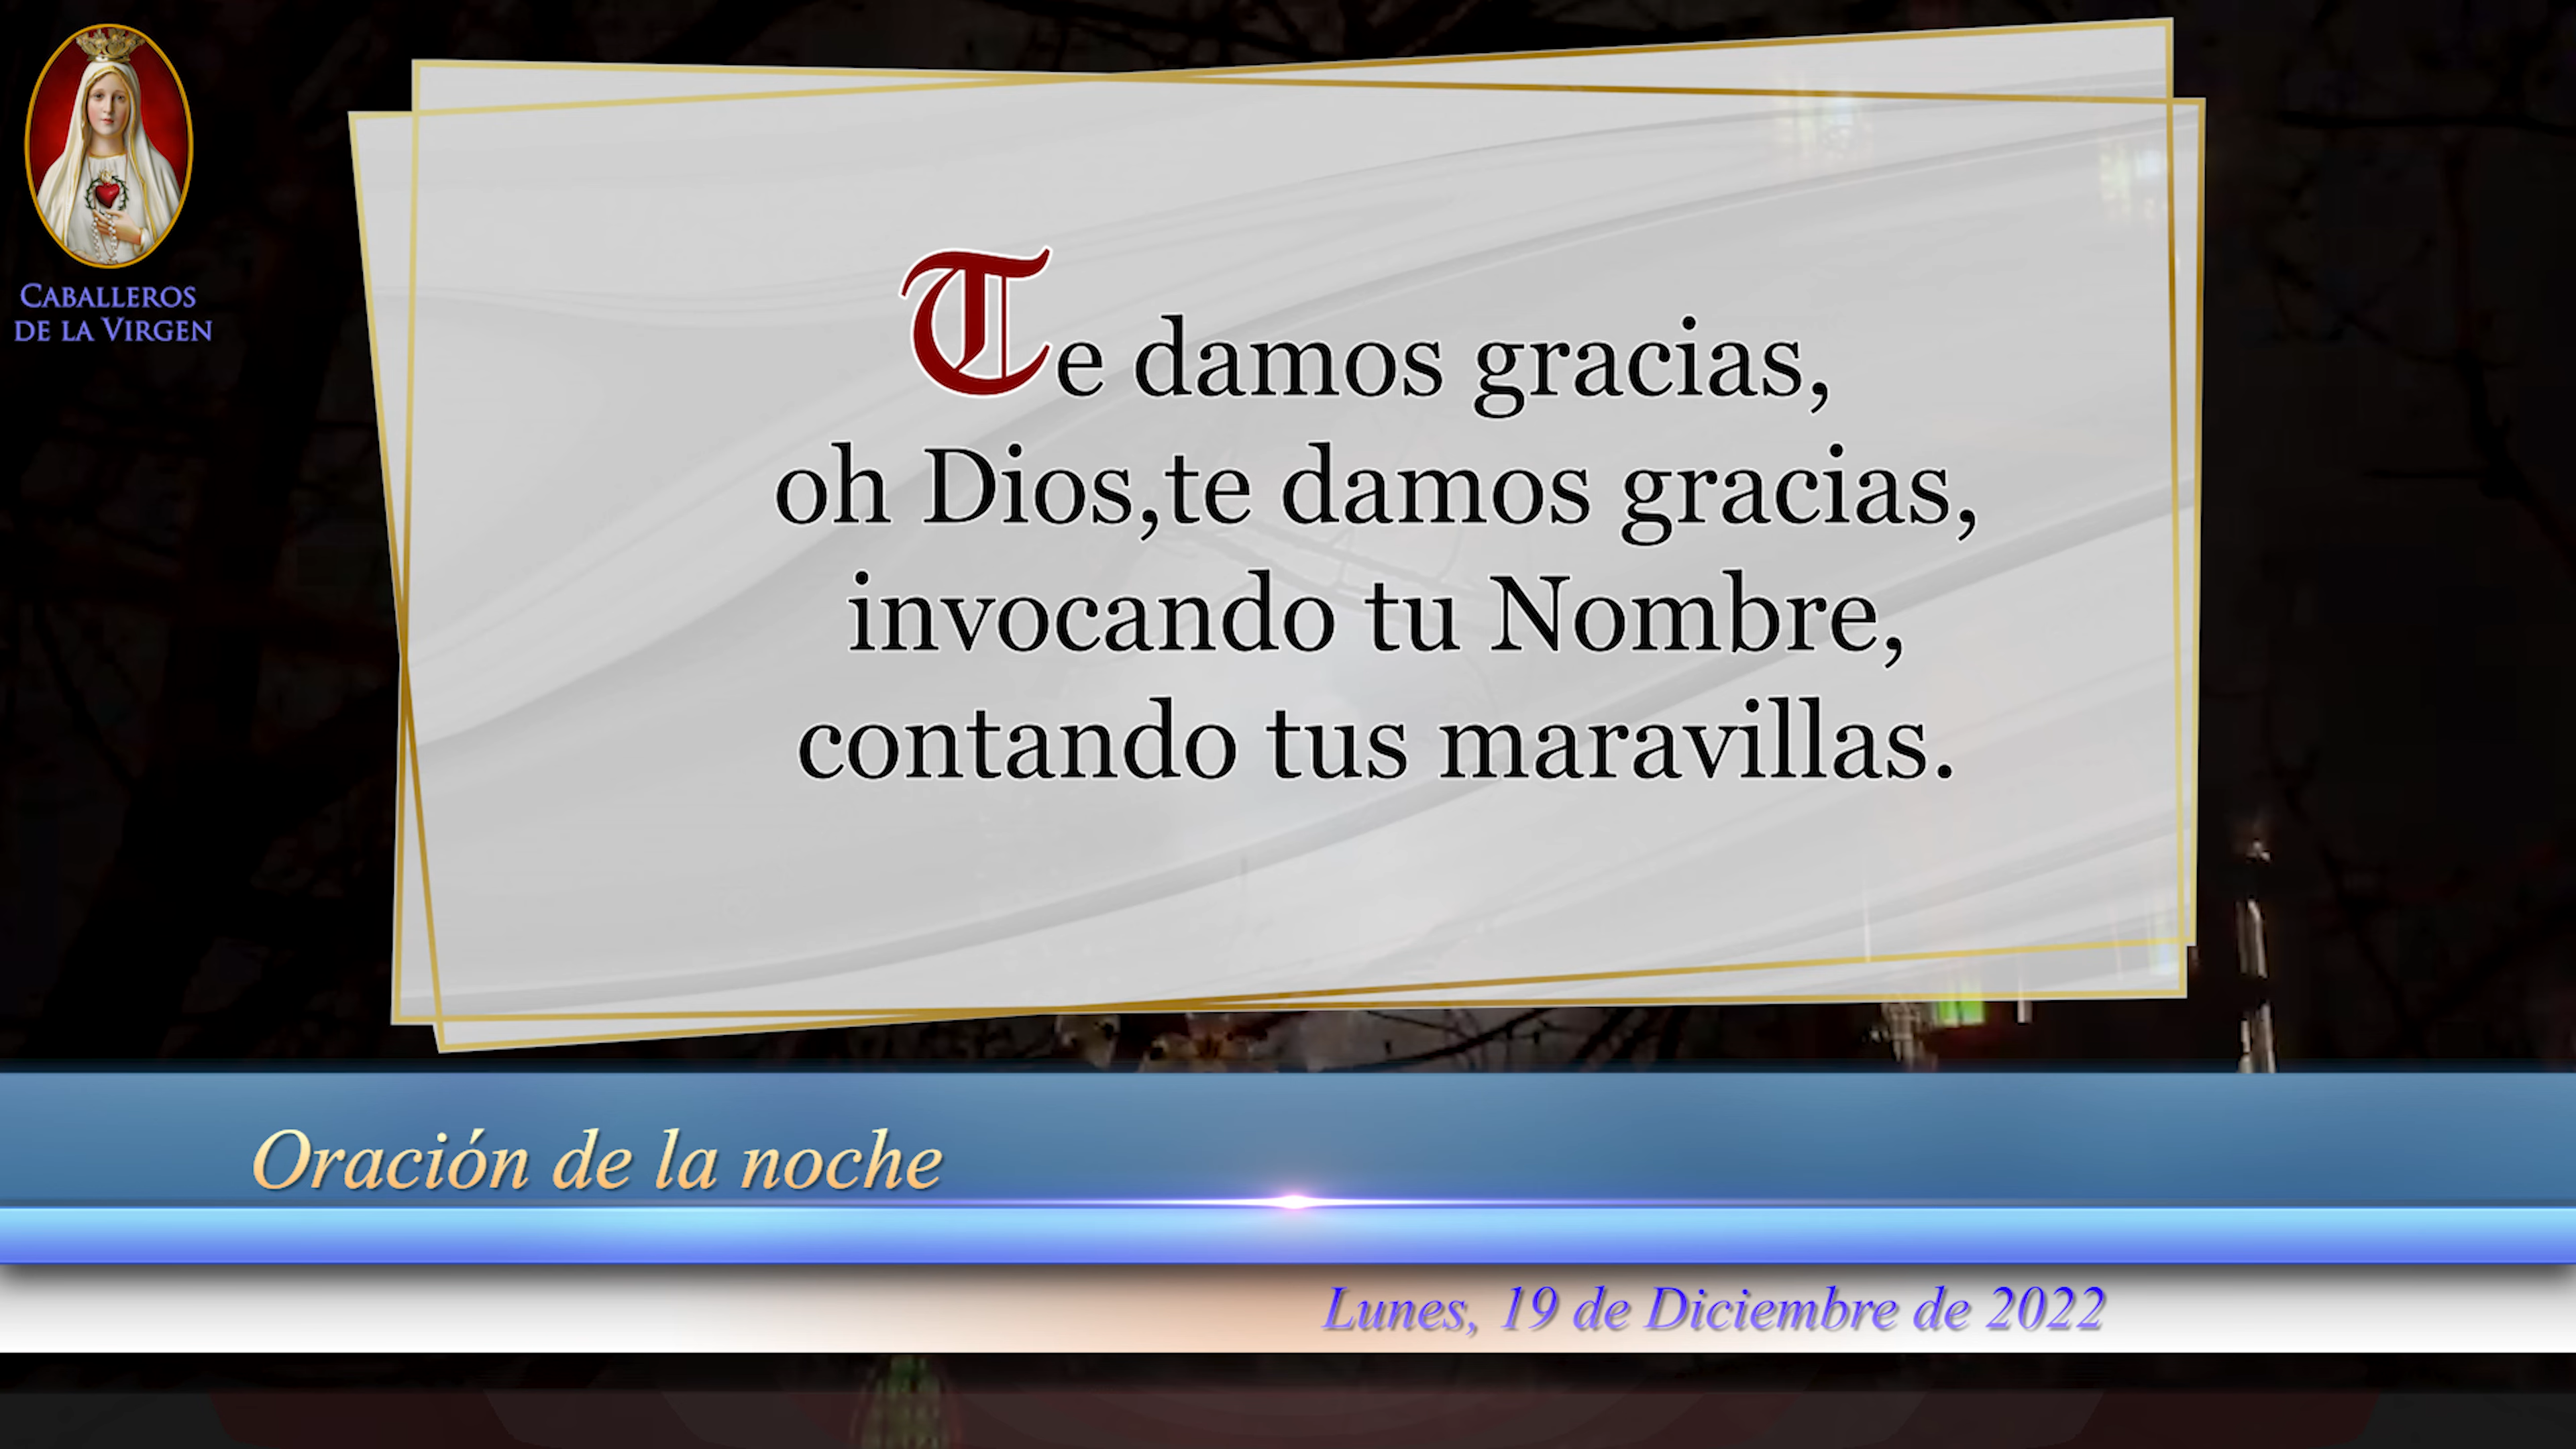 CABALLEROS
DE LA VIRGEN
Te damos gracias,
oh Dios,te damos gracias,
invocando tu Nombre,
contando tus maravillas.
Oración de la noche
Lunes, 19 de Diciembre de 2022